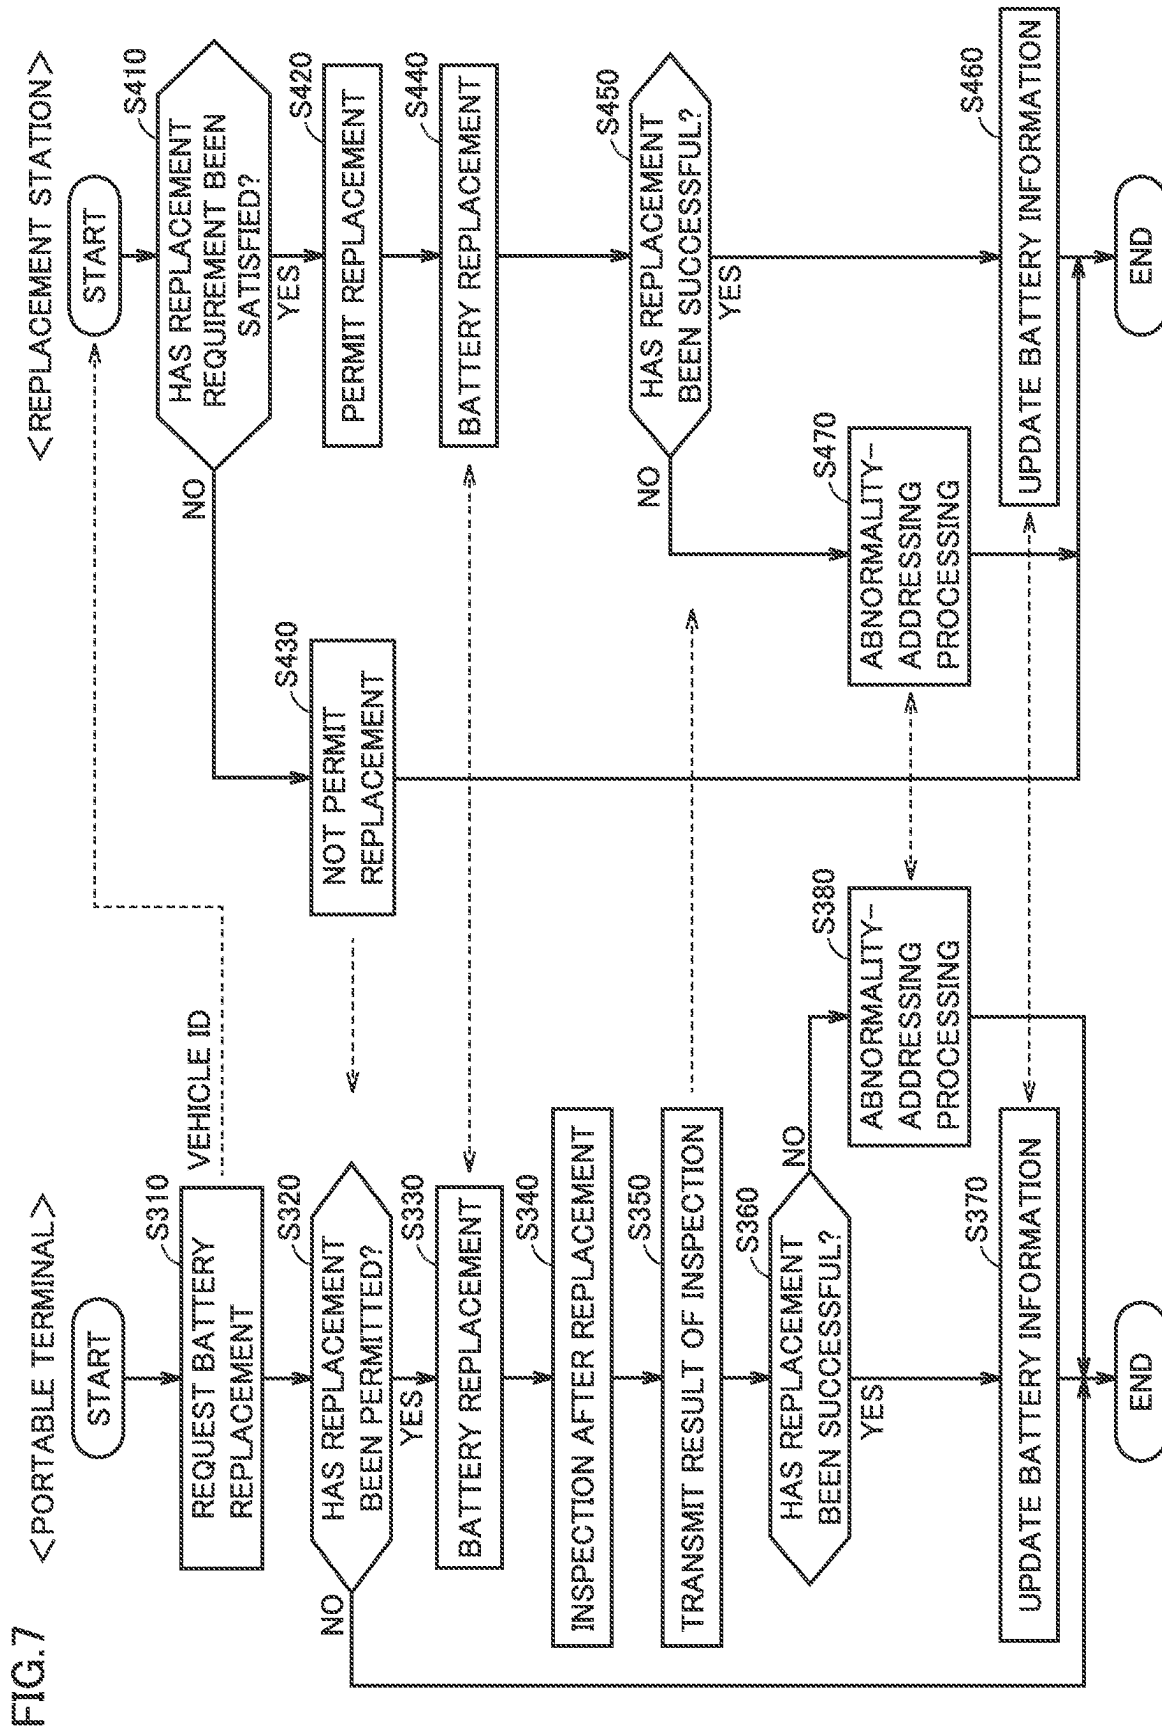 FIG.7
<PORTABLE TERMINAL>
START
S310
REQUEST BATTERY
REPLACEMENT
VEHICLE ID
S320
HAS REPLACEMENT
BEEN PERMITTED?
NO
YES
S330
BATTERY REPLACEMENT
S340
INSPECTION AFTER REPLACEMENT
S350
TRANSMIT RESULT OF INSPECTION
S360
HAS REPLACEMENT
BEEN SUCCESSFUL?
NO
YES
S380
ABNORMALITY-
ADDRESSING
PROCESSING
S370
UPDATE BATTERY INFORMATION
END
<REPLACEMENT STATION>
START
S410
HAS REPLACEMENT
REQUIREMENT BEEN
SATISFIED?
NO
YES
S430
NOT PERMIT
REPLACEMENT
S420
PERMIT REPLACEMENT
S440
BATTERY REPLACEMENT
S450
HAS REPLACEMENT
BEEN SUCCESSFUL?
NO
YES
S470
ABNORMALITY-
ADDRESSING
PROCESSING
S460
UPDATE BATTERY INFORMATION
END